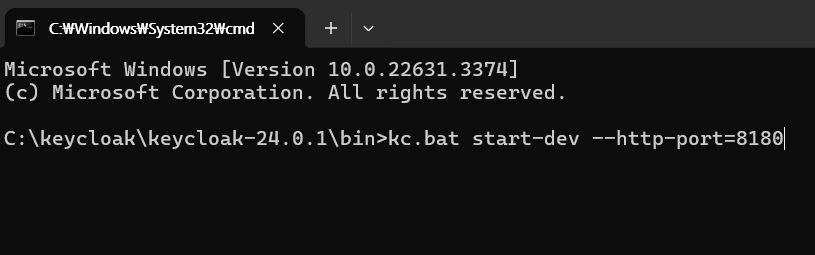 C:₩Windows₩System32₩cmd
Microsoft Windows [Version 10.0.22631.3374]
(c) Microsoft Corporation. All rights reserved.
C:\keycloak\keycloak-24.0.1\bin>kc.bat start-dev --http-port=8180